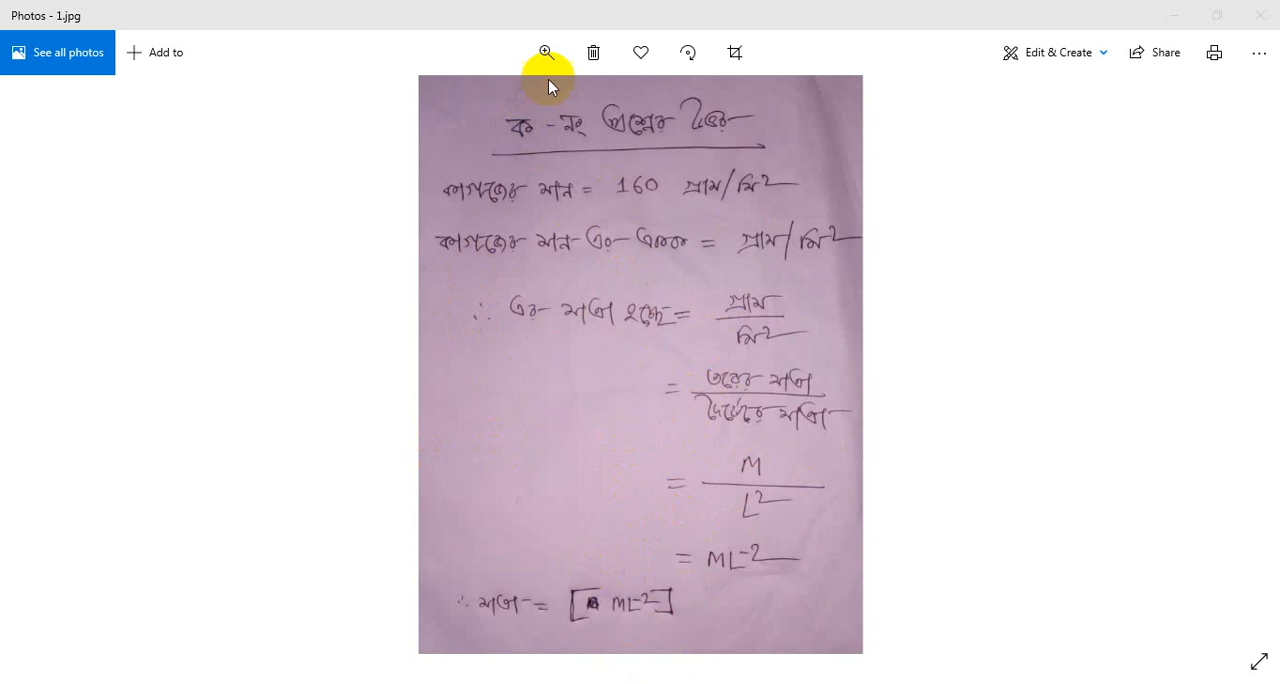 Photos - 1.jpg
See all photos
Add to
Edit & Create
Share
ক - নং প্রশ্নের উত্তর
কাগজের মান = 160 গ্রাম/মি²
কাগজের মান এর একক = গ্রাম/মি²
∴ এর মাত্রা হচ্ছে = গ্রাম
মি²
= ভরের মাত্রা
দৈর্ঘ্যের মাত্রা
= M
L²
= ML⁻²
∴ মাত্রা = [ ML⁻²]